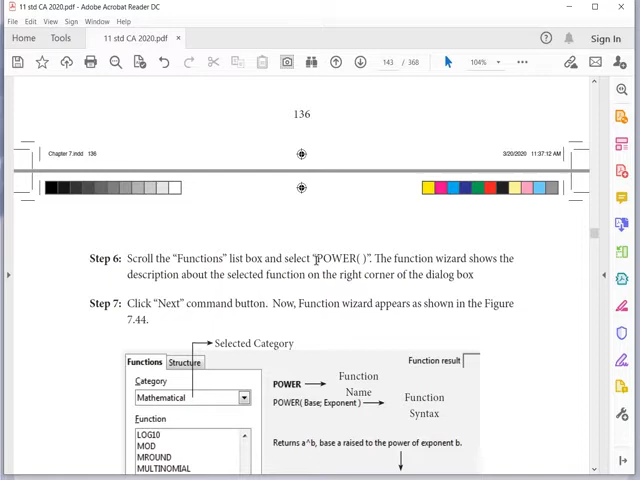 11 std CA 2020.pdf - Adobe Acrobat Reader DC
File Edit View Sign Window Help
Home Tools 11 std CA 2020.pdf × Sign In
143 / 368 104%
136
Chapter 7.indd 136 3/20/2020 11:37:12 AM
Step 6: Scroll the “Functions” list box and select “POWER( )”. The function wizard shows the
description about the selected function on the right corner of the dialog box
Step 7: Click “Next” command button. Now, Function wizard appears as shown in the Figure
7.44.
Selected Category
Functions Structure Function result
Category
Mathematical
POWER Function
Name
POWER( Base; Exponent ) Function
Syntax
Function
LOG10
MOD
MROUND
MULTINOMIAL
Returns a^b, base a raised to the power of exponent b.